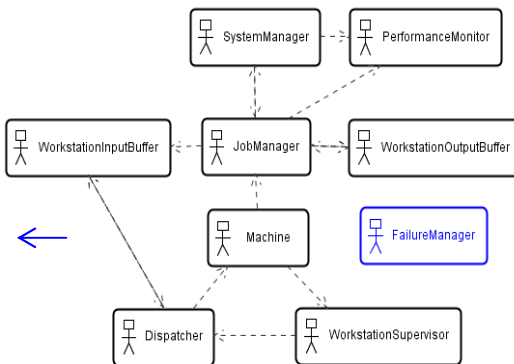 SystemManager
PerformanceMonitor
WorkstationInputBuffer
JobManager
WorkstationOutputBuffer
Machine
FailureManager
Dispatcher
WorkstationSupervisor